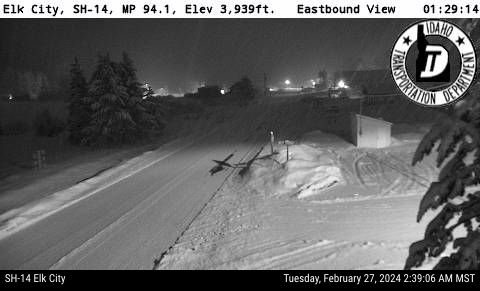 Elk City, SH-14, MP 94.1, Elev 3,939ft. Eastbound View 01:29:14
IDAHO
TRANSPORTATION DEPARTMENT
SH-14 Elk City Tuesday, February 27, 2024 2:39:06 AM MST